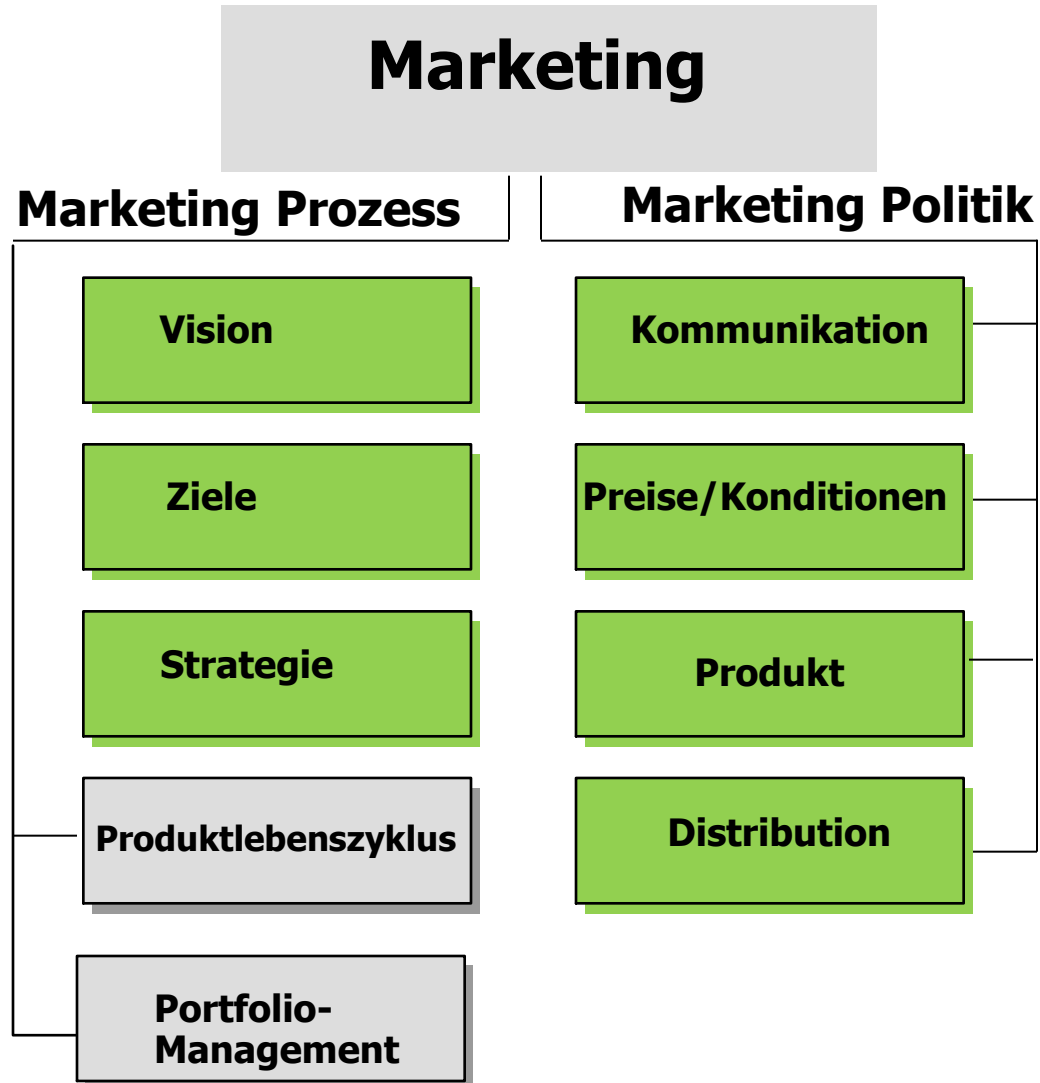 Marketing
Marketing Prozess
Vision
Ziele
Strategie
Produktlebenszyklus
Portfolio-
Management
Marketing Politik
Kommunikation
Preise/Konditionen
Produkt
Distribution